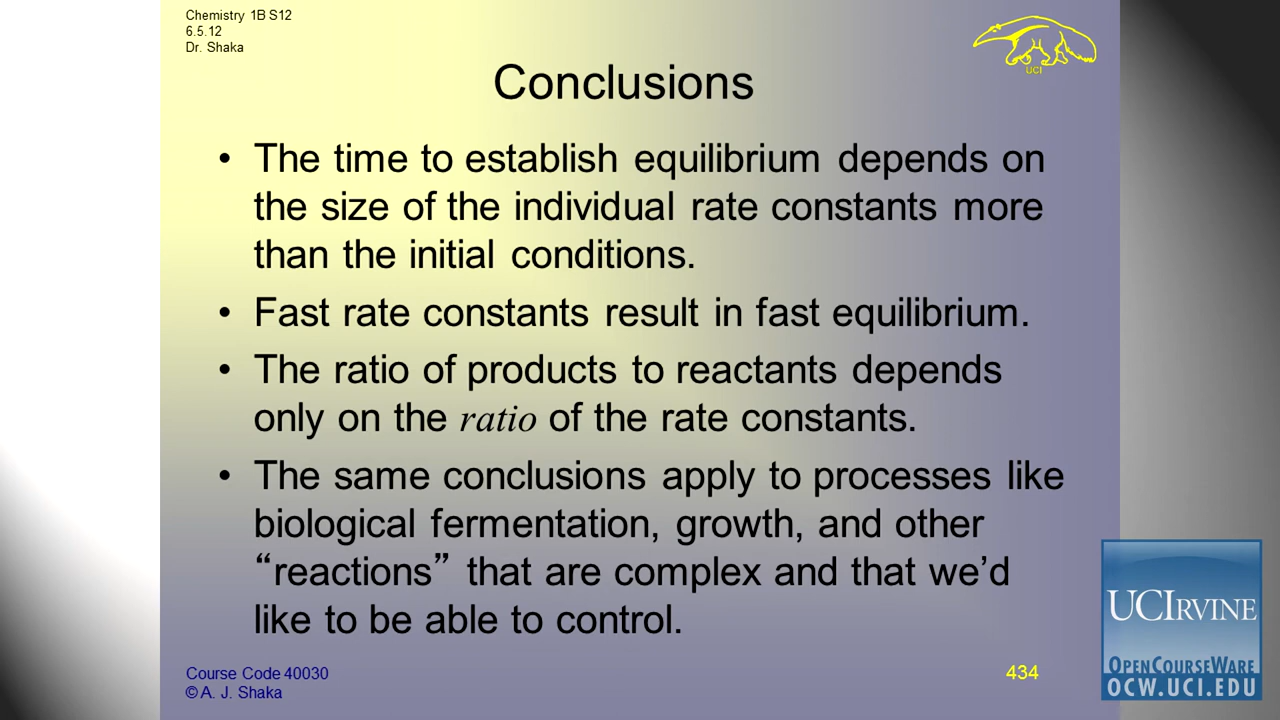 Chemistry 1B S12
6.5.12
Dr. Shaka
UCI
Conclusions
• The time to establish equilibrium depends on
the size of the individual rate constants more
than the initial conditions.
• Fast rate constants result in fast equilibrium.
• The ratio of products to reactants depends
only on the ratio of the rate constants.
• The same conclusions apply to processes like
biological fermentation, growth, and other
“reactions” that are complex and that we’d
like to be able to control.
Course Code 40030
© A. J. Shaka
434
UCIRVINE
OPENCOURSEWARE
OCW.UCI.EDU